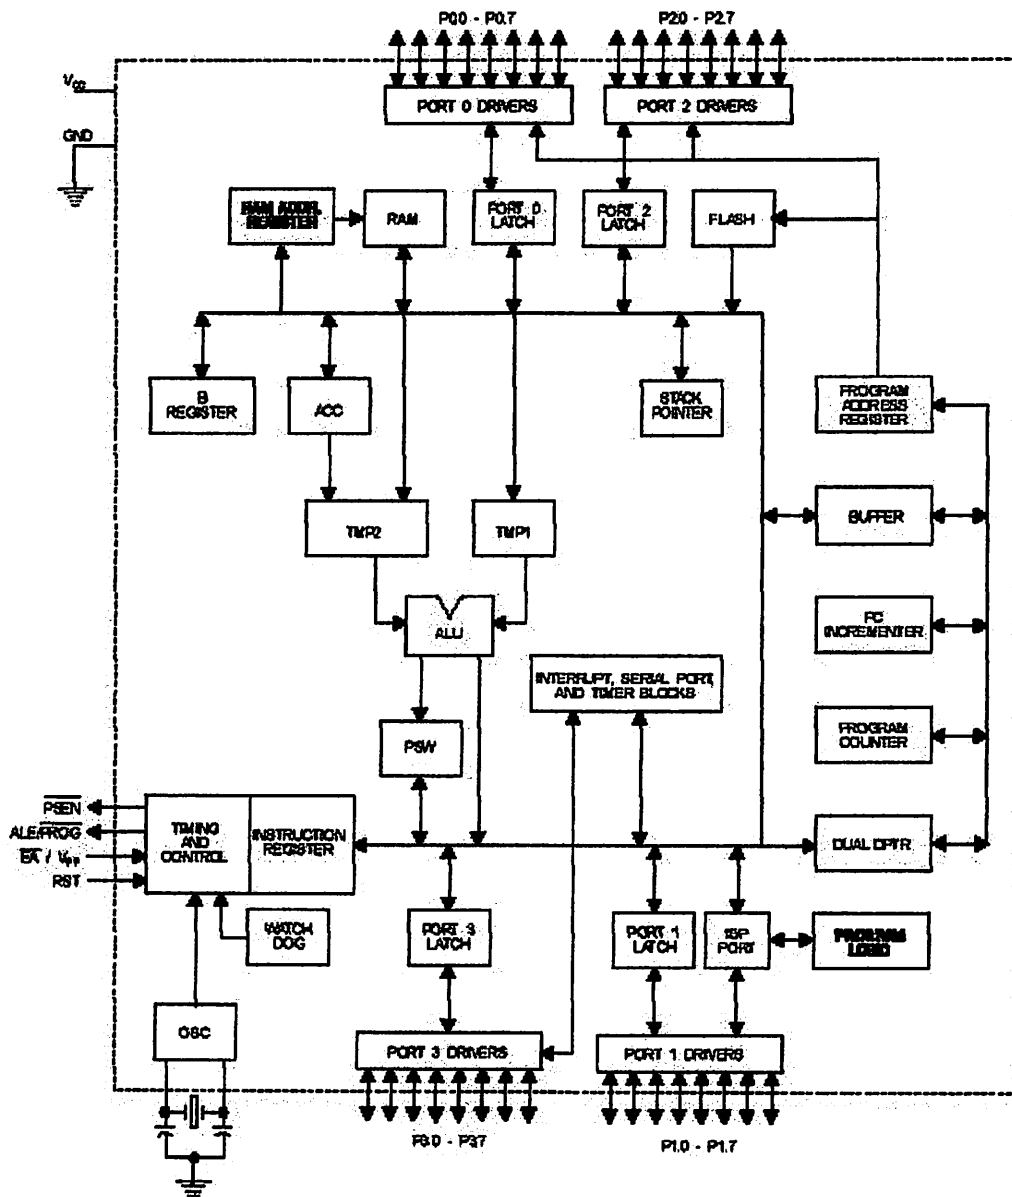 P0.0 - P0.7
P2.0 - P2.7
VCC
PORT 0 DRIVERS
PORT 2 DRIVERS
GND
RAM ADDR.
REGISTER
RAM
PORT 0
LATCH
PORT 2
LATCH
FLASH
B
REGISTER
ACC
STACK
POINTER
PROGRAM
ADDRESS
REGISTER
TMP2
TMP1
BUFFER
ALU
PC
INCREMENTER
INTERRUPT, SERIAL PORT,
AND TIMER BLOCKS
PSW
PROGRAM
COUNTER
PSEN
ALE/PROG
EA / VPP
RST
TIMING
AND
CONTROL
INSTRUCTION
REGISTER
DUAL DPTR
WATCH
DOG
PORT 3
LATCH
PORT 1
LATCH
ISP
PORT
PROGRAM
LOGIC
OSC
PORT 3 DRIVERS
PORT 1 DRIVERS
P3.0 - P3.7
P1.0 - P1.7